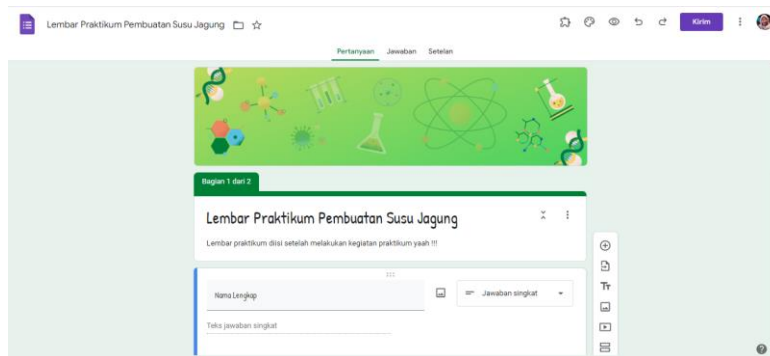 Lembar Praktikum Pembuatan Susu Jagung
Kirim
Pertanyaan Jawaban Setelan
Bagian 1 dari 2
Lembar Praktikum Pembuatan Susu Jagung
Lembar praktikum diisi setelah melakukan kegiatan praktikum yaah !!!
Nama Lengkap
Jawaban singkat
Teks jawaban singkat
Tт